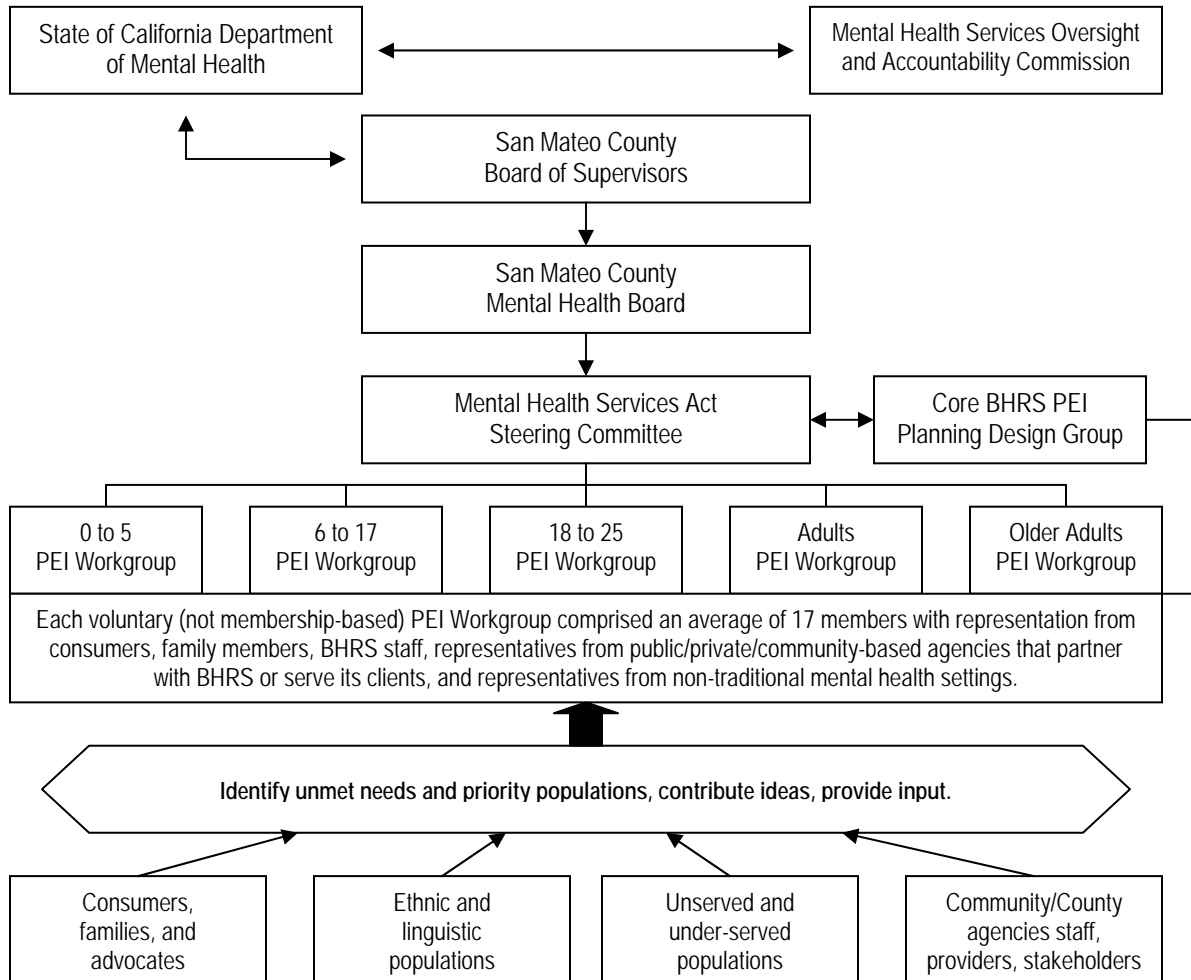 State of California Department
of Mental Health
Mental Health Services Oversight
and Accountability Commission
San Mateo County
Board of Supervisors
San Mateo County
Mental Health Board
Mental Health Services Act
Steering Committee
Core BHRS PEI
Planning Design Group
0 to 5
PEI Workgroup
6 to 17
PEI Workgroup
18 to 25
PEI Workgroup
Adults
PEI Workgroup
Older Adults
PEI Workgroup
Each voluntary (not membership-based) PEI Workgroup comprised an average of 17 members with representation from
consumers, family members, BHRS staff, representatives from public/private/community-based agencies that partner
with BHRS or serve its clients, and representatives from non-traditional mental health settings.
Identify unmet needs and priority populations, contribute ideas, provide input.
Consumers,
families, and
advocates
Ethnic and
linguistic
populations
Unserved and
under-served
populations
Community/County
agencies staff,
providers, stakeholders